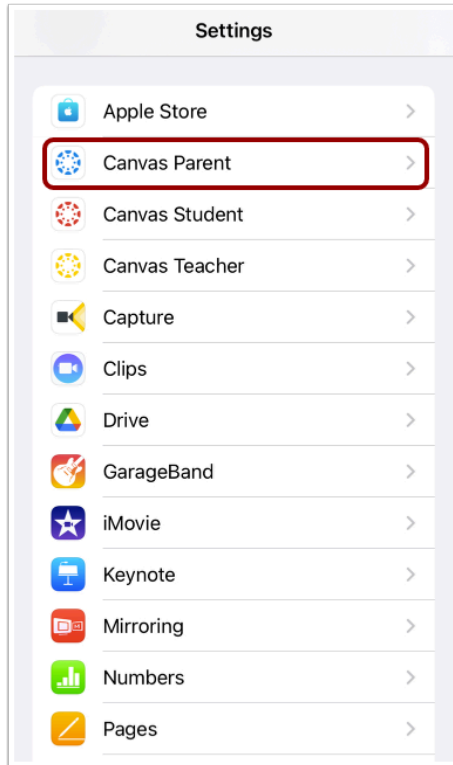 Settings
Apple Store
Canvas Parent
Canvas Student
Canvas Teacher
Capture
Clips
Drive
GarageBand
iMovie
Keynote
Mirroring
Numbers
Pages